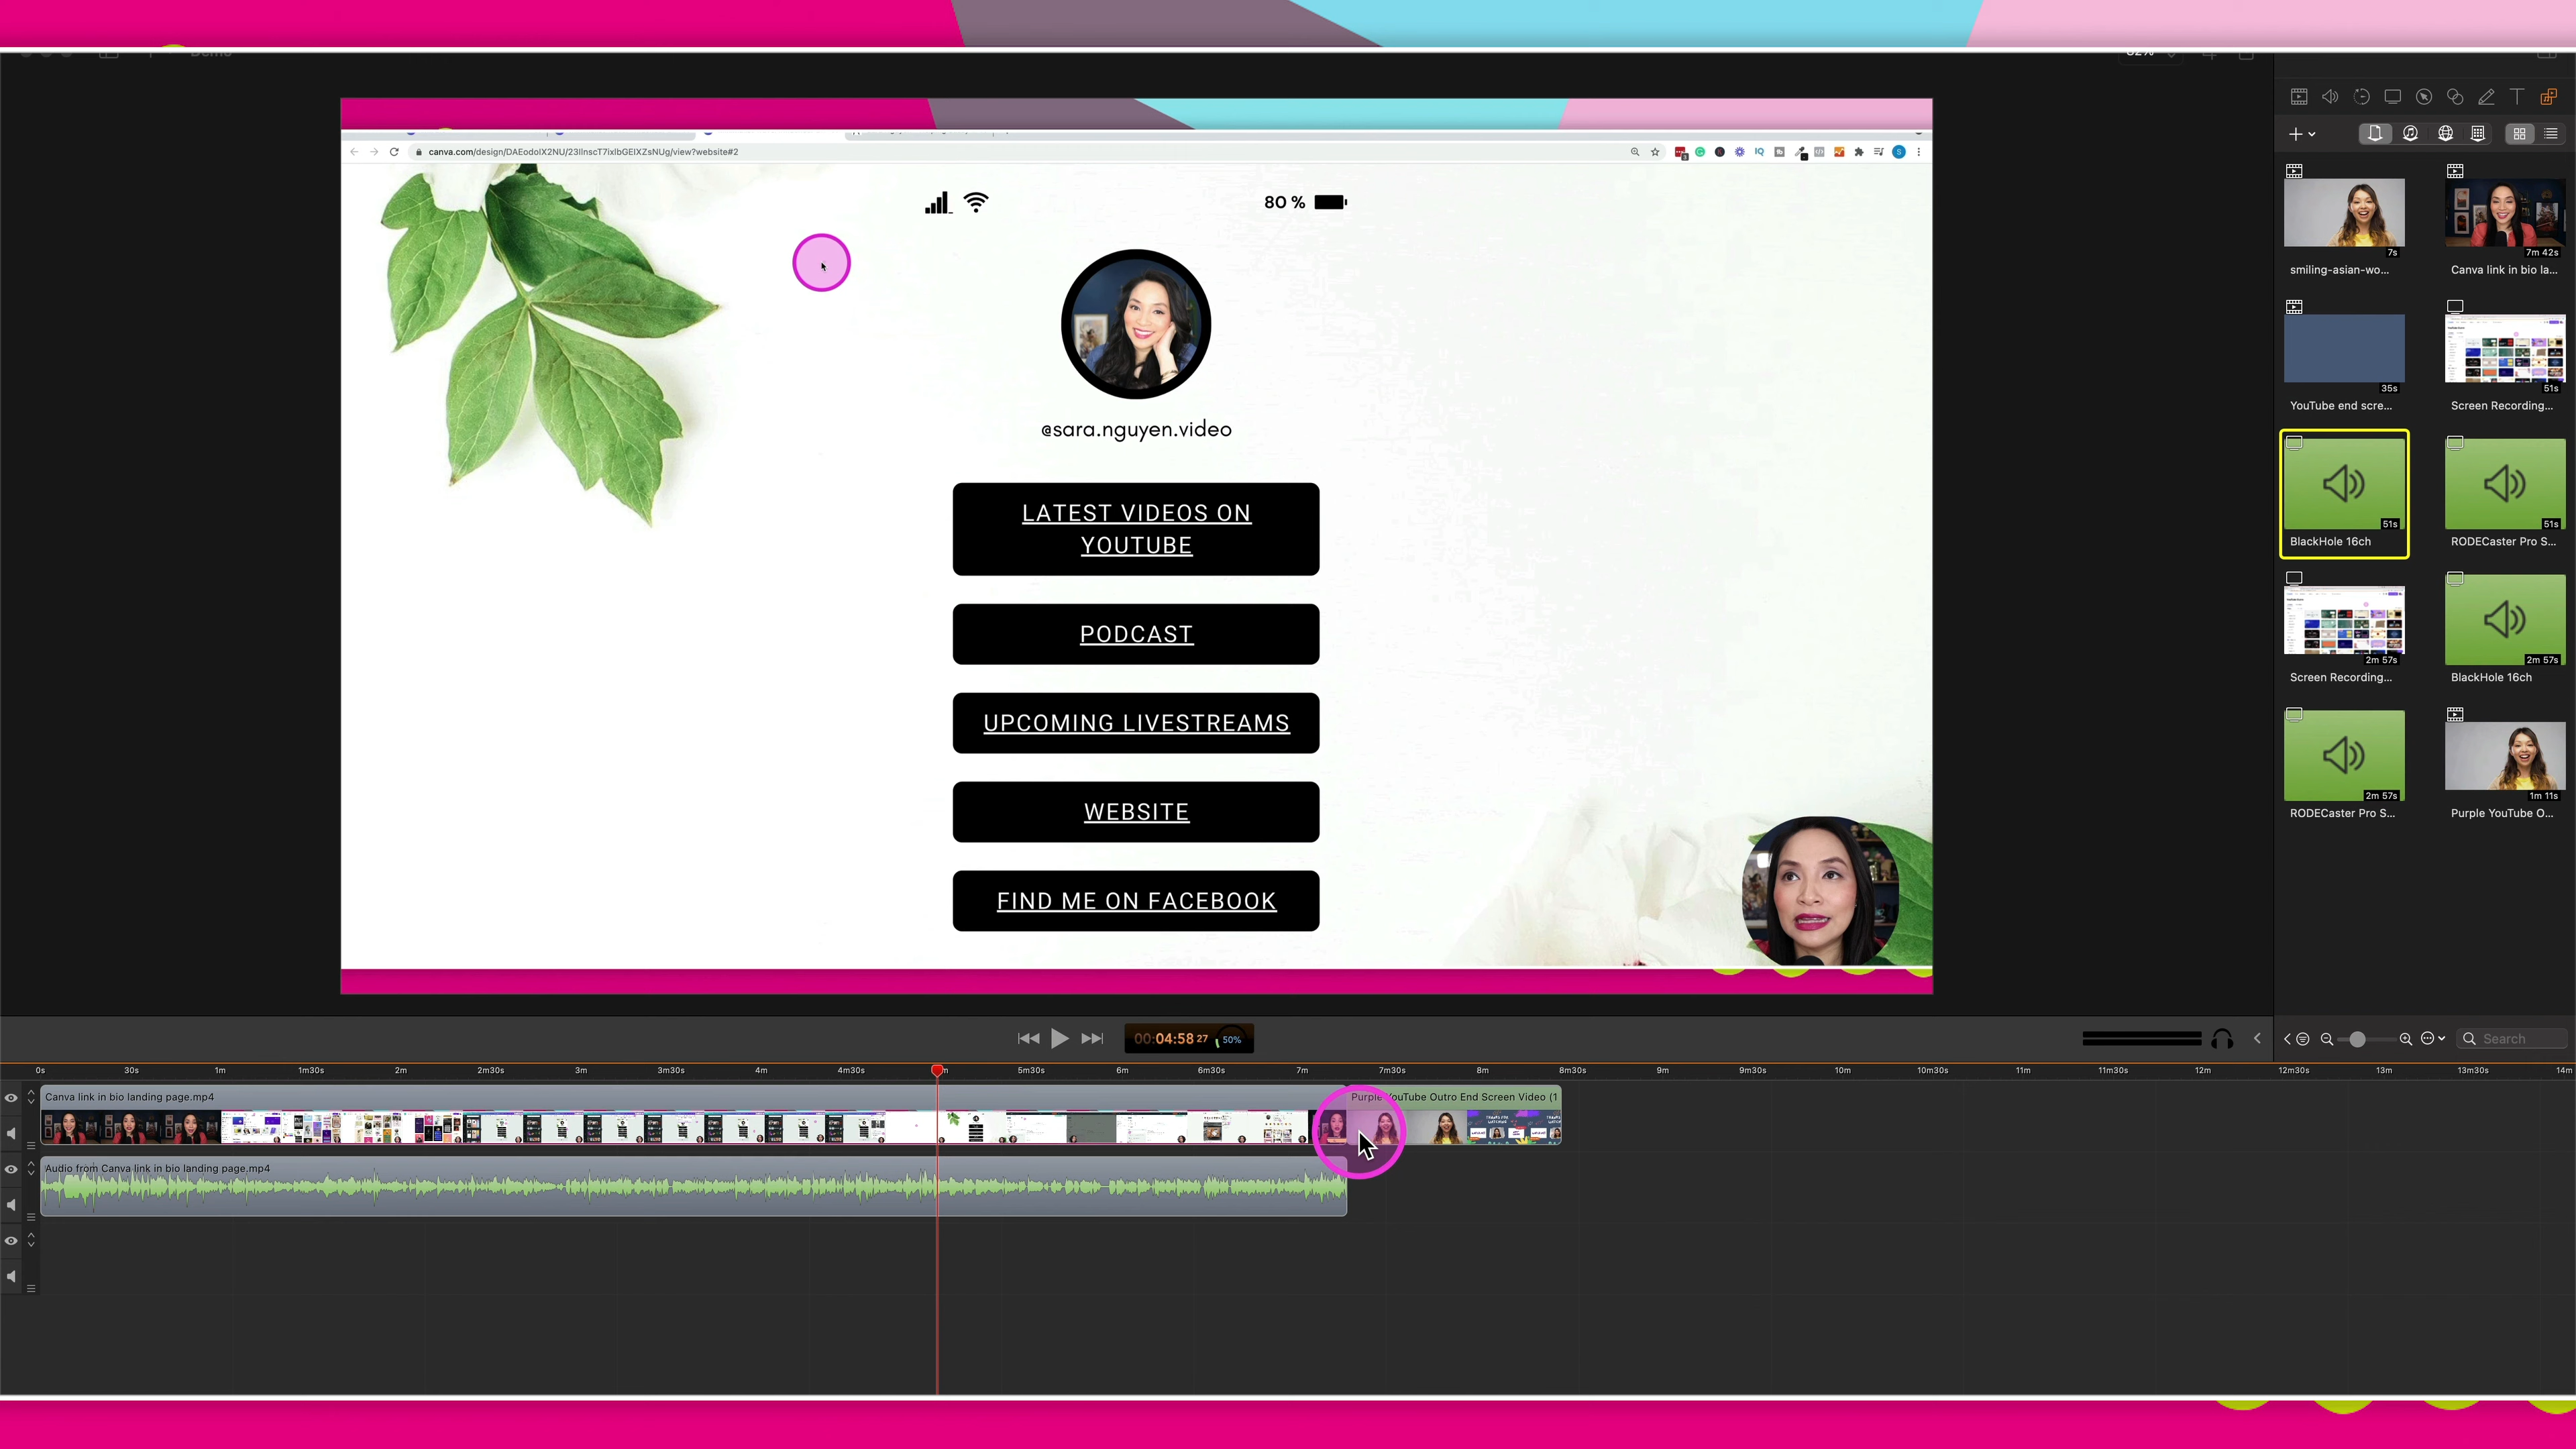 Demo
82%
canva.com/design/DAEodoIX2NU/23IInscT7ixIbGEIXZsNUg/view?website#2
80 %
@sara.nguyen.video
LATEST VIDEOS ON
YOUTUBE
PODCAST
UPCOMING LIVESTREAMS
WEBSITE
FIND ME ON FACEBOOK
7s
7m 42s
smiling-asian-wo...
Canva link in bio la...
35s
51s
YouTube end scre...
Screen Recording...
51s
51s
BlackHole 16ch
RODECaster Pro S...
2m 57s
2m 57s
Screen Recording...
BlackHole 16ch
2m 57s
1m 11s
RODECaster Pro S...
Purple YouTube O...
00:04:58 27
50%
Search
0s 30s 1m 1m30s 2m 2m30s 3m 3m30s 4m 4m30s 5m30s 6m 6m30s 7m 7m30s 8m 8m30s 9m 9m30s 10m 10m30s 11m 11m30s 12m 12m30s 13m 13m30s 14m
Canva link in bio landing page.mp4
Purple YouTube Outro End Screen Video (1
Audio from Canva link in bio landing page.mp4